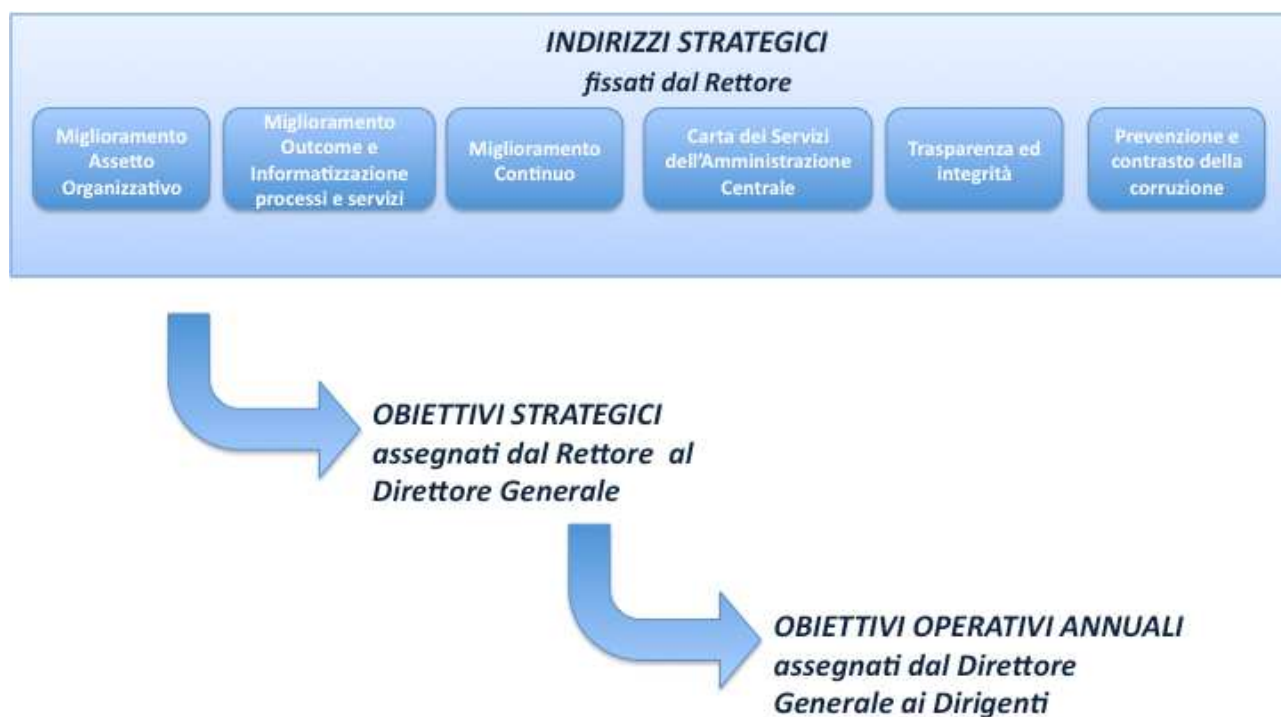 INDIRIZZI STRATEGICI
fissati dal Rettore
Miglioramento
Assetto
Organizzativo
Miglioramento
Outcome e
Informatizzazione
processi e servizi
Miglioramento
Continuo
Carta dei Servizi
dell'Amministrazione
Centrale
Trasparenza ed
integrità
Prevenzione e
contrasto della
corruzione
OBIETTIVI STRATEGICI
assegnati dal Rettore al
Direttore Generale
OBIETTIVI OPERATIVI ANNUALI
assegnati dal Direttore
Generale ai Dirigenti